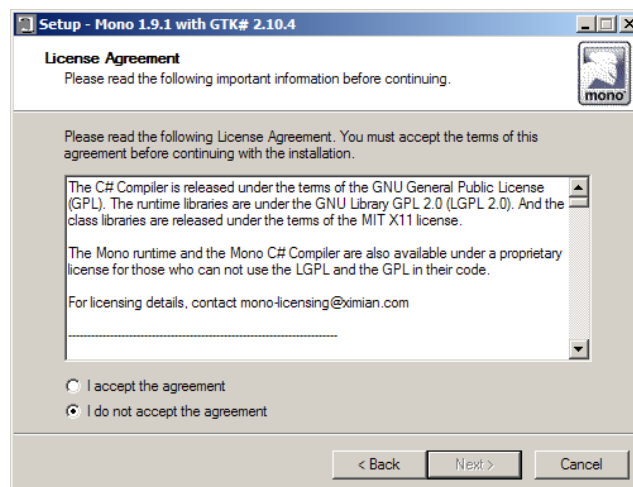 Setup - Mono 1.9.1 with GTK# 2.10.4
License Agreement
Please read the following important information before continuing.
mono
Please read the following License Agreement. You must accept the terms of this
agreement before continuing with the installation.
The C# Compiler is released under the terms of the GNU General Public License
(GPL). The runtime libraries are under the GNU Library GPL 2.0 (LGPL 2.0). And the
class libraries are released under the terms of the MIT X11 license.
The Mono runtime and the Mono C# Compiler are also available under a proprietary
license for those who can not use the LGPL and the GPL in their code.
For licensing details, contact mono-licensing@ximian.com
------------------------------------------------------------------
I accept the agreement
I do not accept the agreement
< Back
Next >
Cancel